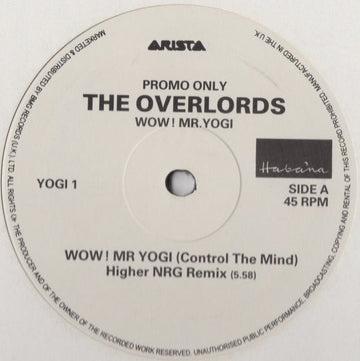 ARISTA
PROMO ONLY
THE OVERLORDS
WOW! MR.YOGI
Habana
YOGI 1
SIDE A
45 RPM
WOW! MR YOGI (Control The Mind)
Higher NRG Remix (5.58)
MARKETED & DISTRIBUTED BY BMG RECORDS (U.K.) LTD. ALL RIGHTS OF THE PRODUCER AND OF THE OWNER OF THE RECORDED WORK RESERVED. UNAUTHORISED PUBLIC PERFORMANCE, BROADCASTING, COPYING AND RENTAL OF THIS RECORD PROHIBITED. MANUFACTURED IN THE U.K.